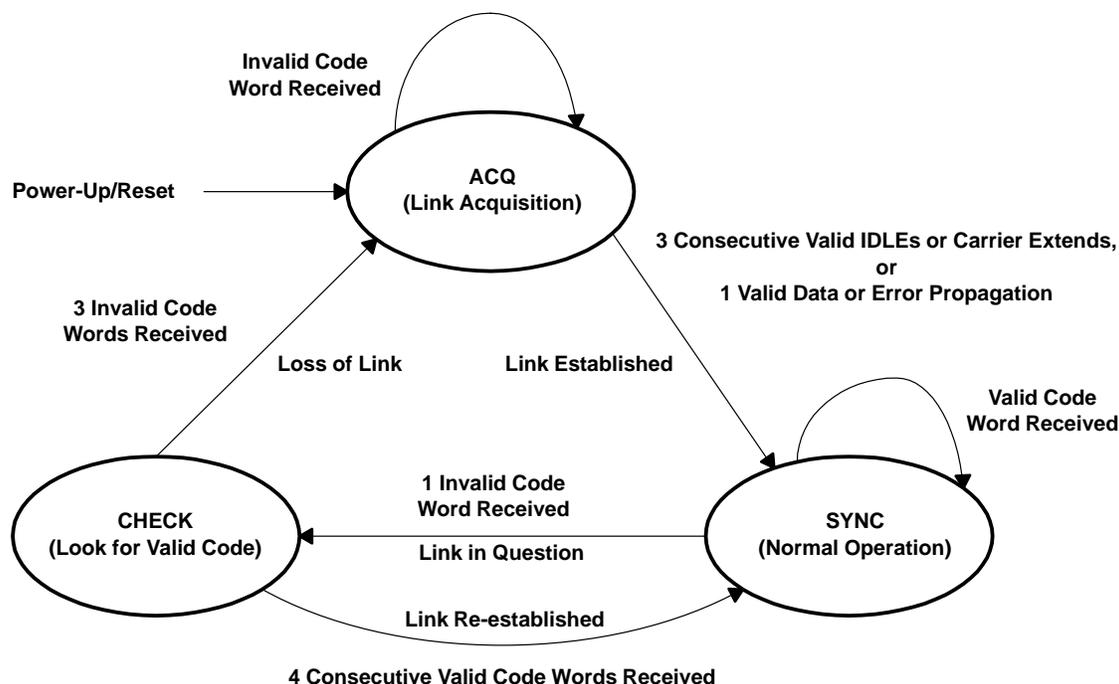 Invalid Code
Word Received
ACQ
(Link Acquisition)
Power-Up/Reset
3 Consecutive Valid IDLEs or Carrier Extends,
or
1 Valid Data or Error Propagation
3 Invalid Code
Words Received
Loss of Link
Link Established
Valid Code
Word Received
1 Invalid Code
Word Received
Link in Question
CHECK
(Look for Valid Code)
SYNC
(Normal Operation)
Link Re-established
4 Consecutive Valid Code Words Received